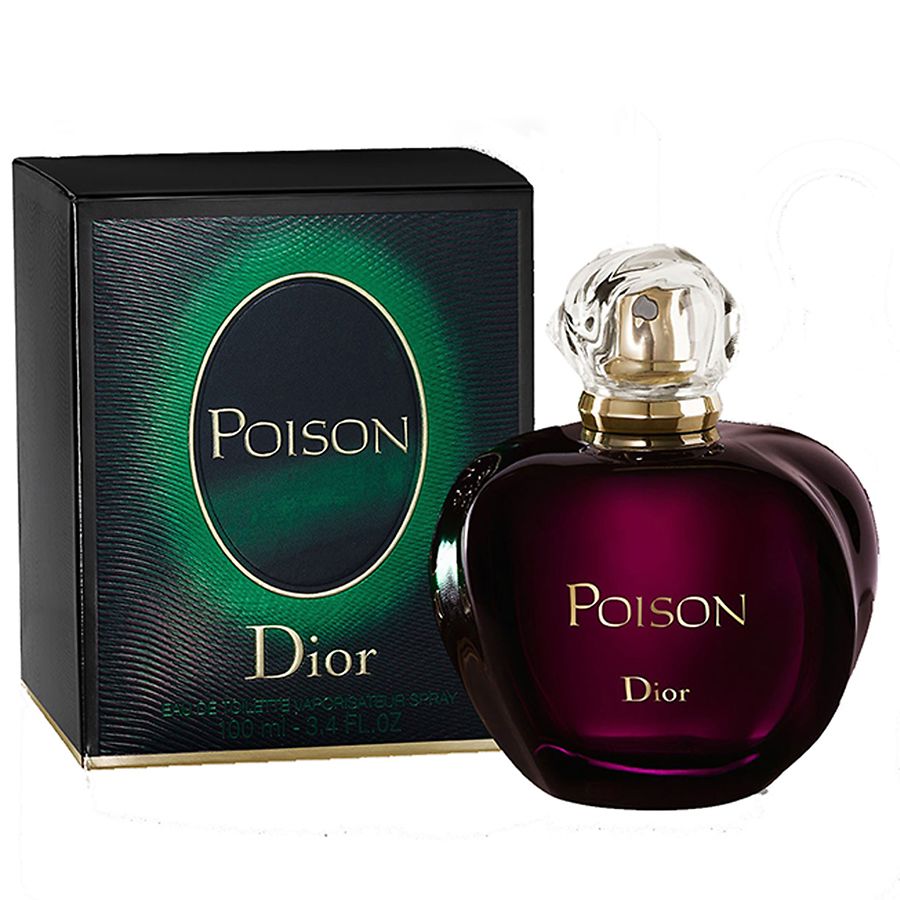 POISON
Dior
EAU DE TOILETTE VAPORISATEUR SPRAY
100 ml - 3.4 FL.OZ
POISON
Dior